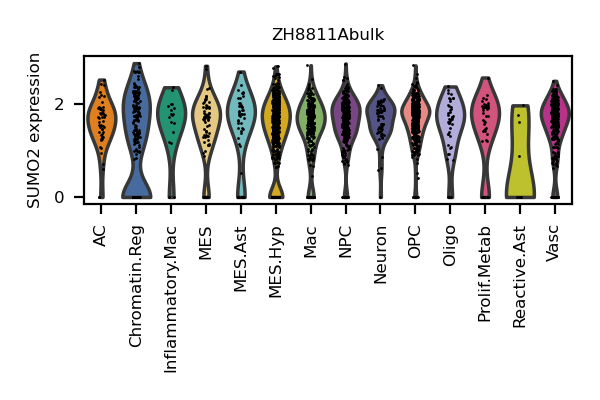 ZH8811Abulk
SUMO2 expression
2
0
AC
Chromatin.Reg
Inflammatory.Mac
MES
MES.Ast
MES.Hyp
Mac
NPC
Neuron
OPC
Oligo
Prolif.Metab
Reactive.Ast
Vasc